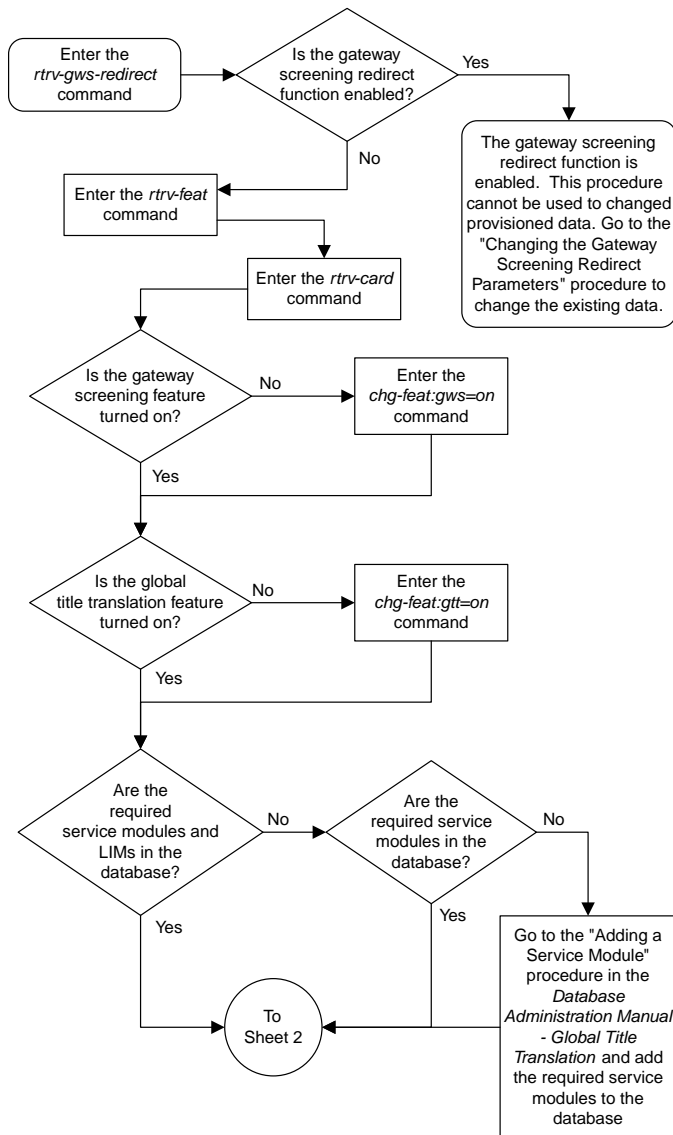 Enter the
rtrv-gws-redirect
command
Is the gateway
screening redirect
function enabled?
Yes
No
The gateway screening
redirect function is
enabled. This procedure
cannot be used to changed
provisioned data. Go to the
"Changing the Gateway
Screening Redirect
Parameters" procedure to
change the existing data.
Enter the rtrv-feat
command
Enter the rtrv-card
command
Is the gateway
screening feature
turned on?
No
Enter the
chg-feat:gws=on
command
Yes
Is the global
title translation feature
turned on?
No
Enter the
chg-feat:gtt=on
command
Yes
Are the
required
service modules and
LIMs in the
database?
No
Are the
required service
modules in the
database?
No
Yes
Yes
Go to the "Adding a
Service Module"
procedure in the
Database
Administration Manual
- Global Title
Translation and add
the required service
modules to the
database
To
Sheet 2